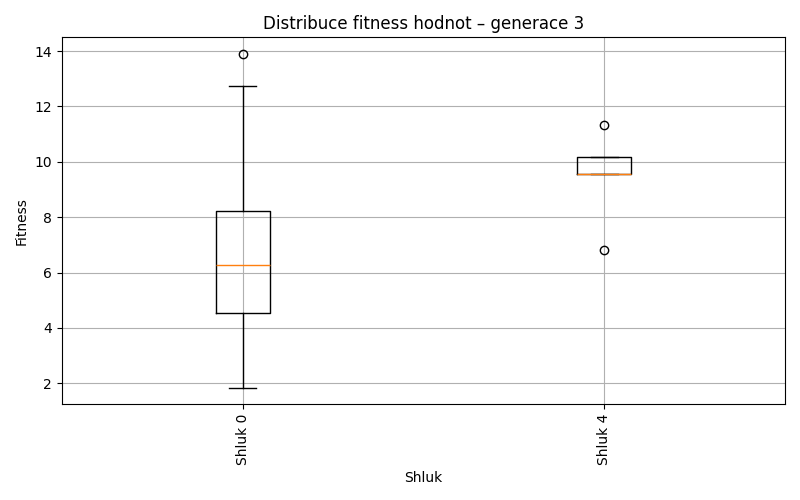 Distribuce fitness hodnot – generace 3
14
12
10
8
6
4
2
Fitness
Shluk 0
Shluk 4
Shluk